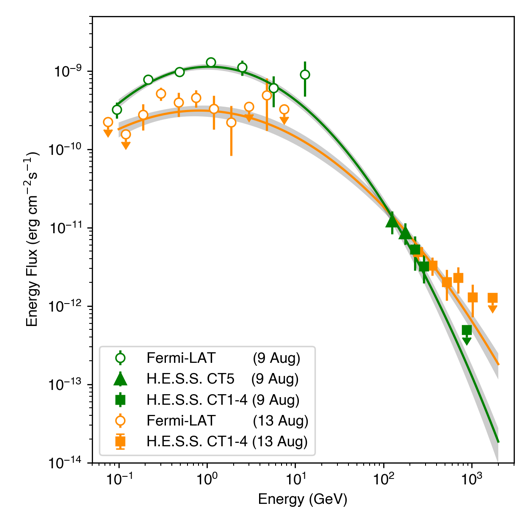 10⁻⁹
10⁻¹⁰
10⁻¹¹
10⁻¹²
10⁻¹³
10⁻¹⁴
Energy Flux (erg cm⁻²s⁻¹)
Fermi-LAT (9 Aug)
H.E.S.S. CT5 (9 Aug)
H.E.S.S. CT1-4 (9 Aug)
Fermi-LAT (13 Aug)
H.E.S.S. CT1-4 (13 Aug)
10⁻¹ 10⁰ 10¹ 10² 10³
Energy (GeV)